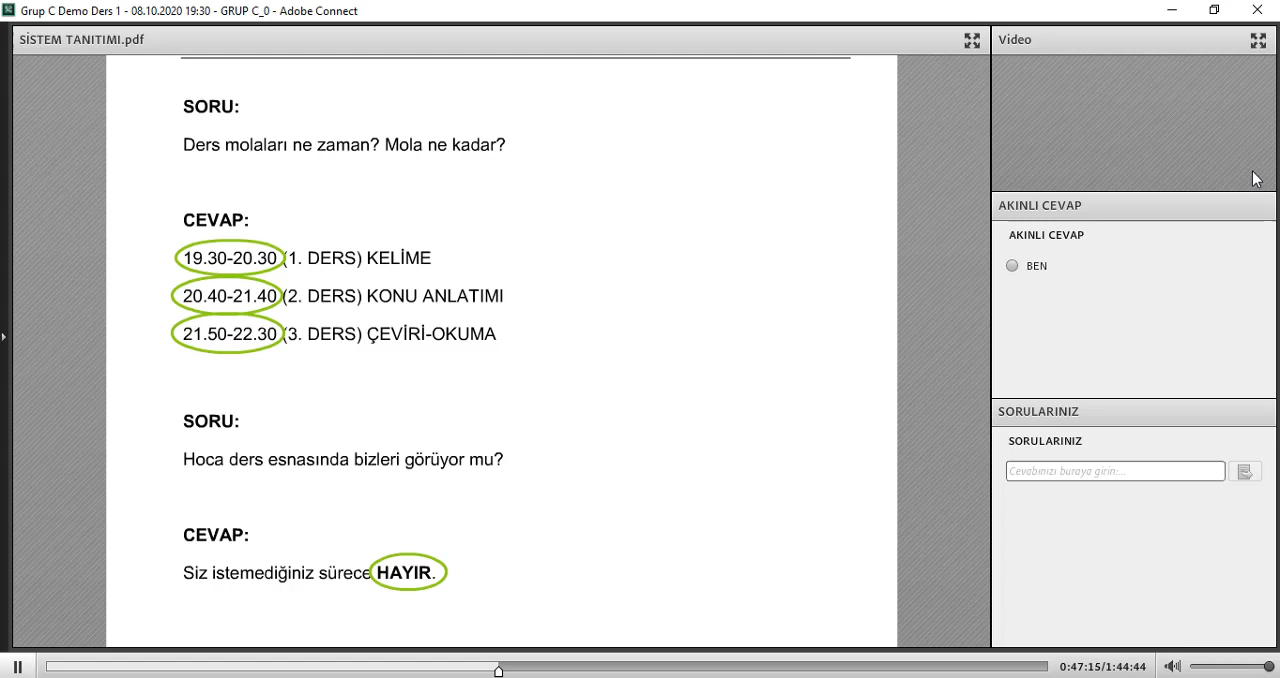 Grup C Demo Ders 1 - 08.10.2020 19:30 - GRUP C_0 - Adobe Connect
SİSTEM TANITIMI.pdf
SORU:
Ders molaları ne zaman? Mola ne kadar?
CEVAP:
19.30-20.30 (1. DERS) KELİME
20.40-21.40 (2. DERS) KONU ANLATIMI
21.50-22.30 (3. DERS) ÇEVİRİ-OKUMA
SORU:
Hoca ders esnasında bizleri görüyor mu?
CEVAP:
Siz istemediğiniz sürece HAYIR.
Video
AKINLI CEVAP
AKINLI CEVAP
BEN
SORULARINIZ
SORULARINIZ
Cevabınızı buraya girin:...
0:47:15/1:44:44